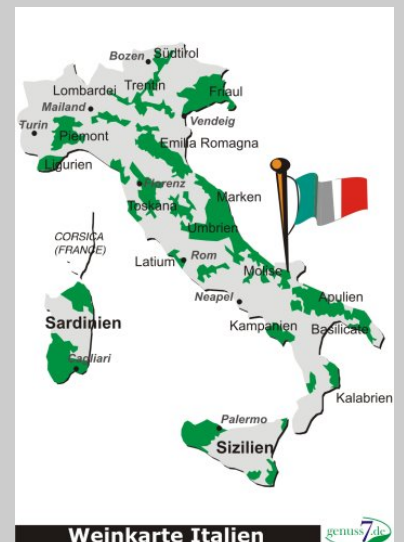 Bozen
Südtirol
Lombardei
Trentin
Friaul
Mailand
Vendeig
Turin
Piemont
Emilia Romagna
Ligurien
Florenz
Toskana
Marken
Umbrien
CORSICA
(FRANCE)
Latium
Rom
Molise
Neapel
Apulien
Sardinien
Kampanien
Basilicate
Cagliari
Kalabrien
Palermo
Sizilien
Weinkarte Italien
genuss7.de